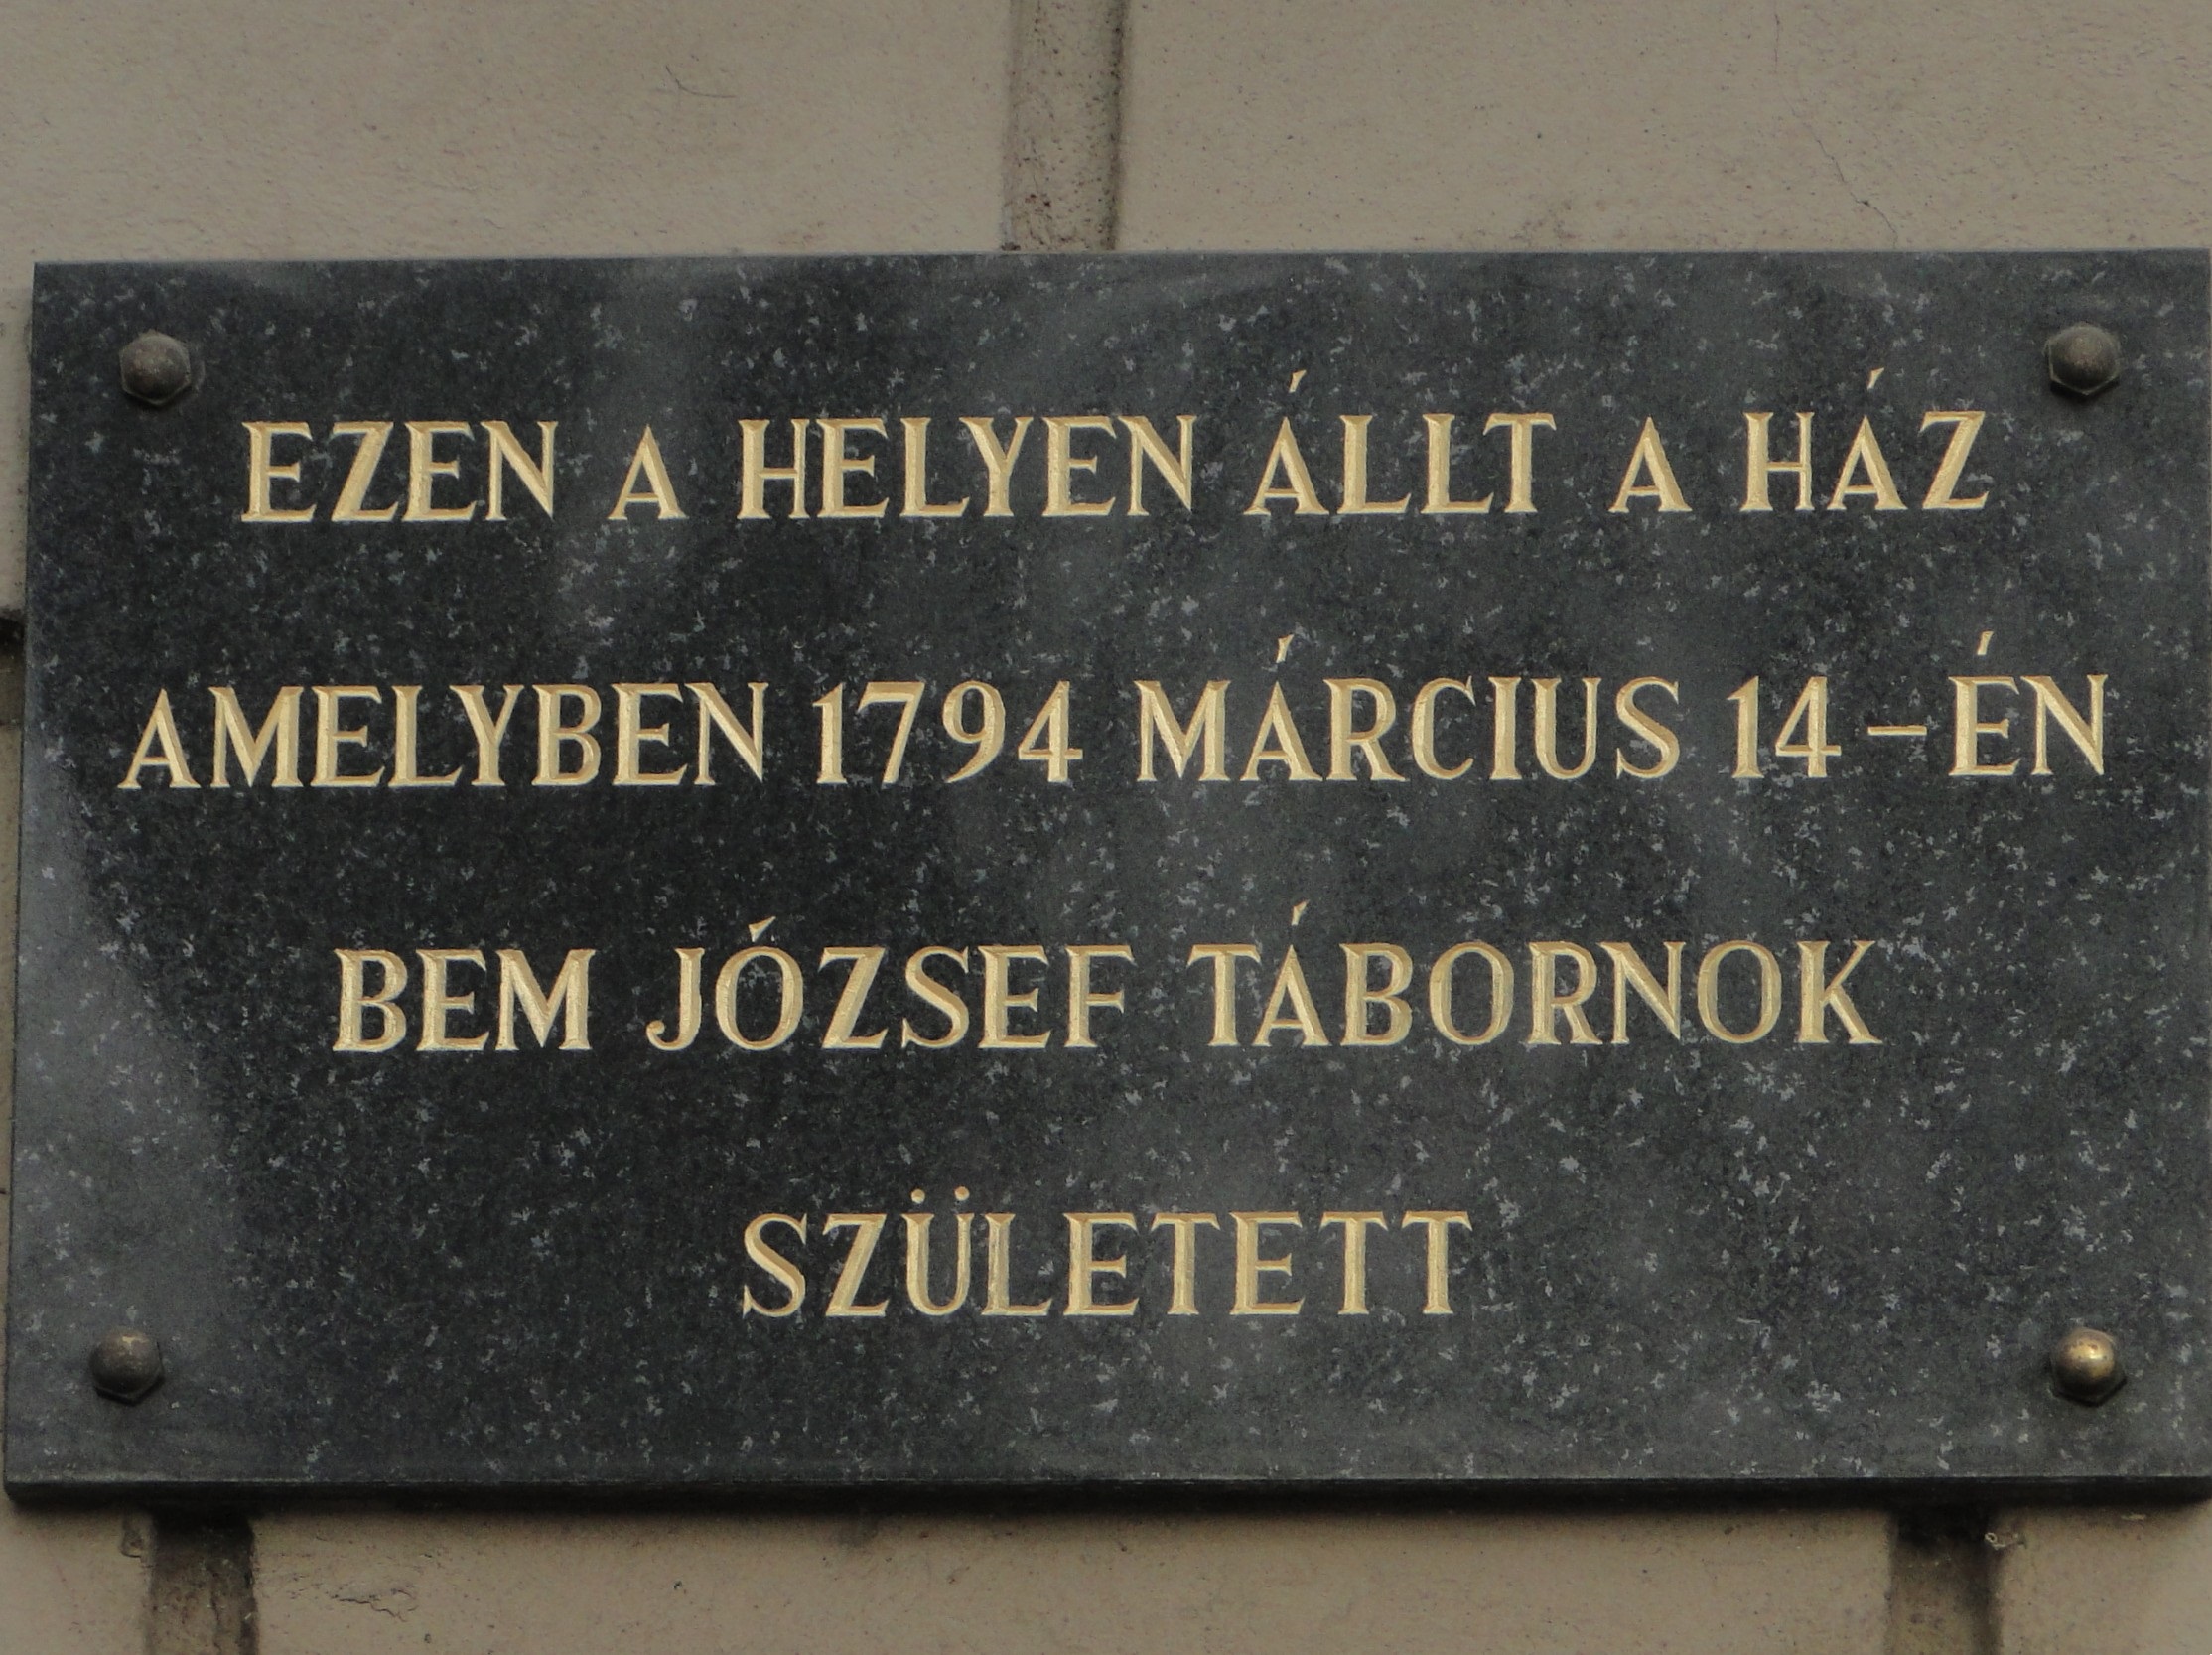 EZEN A HELYEN ÁLLT A HÁZ
AMELYBEN 1794 MÁRCIUS 14-ÉN
BEM JÓZSEF TÁBORNOK
SZÜLETETT